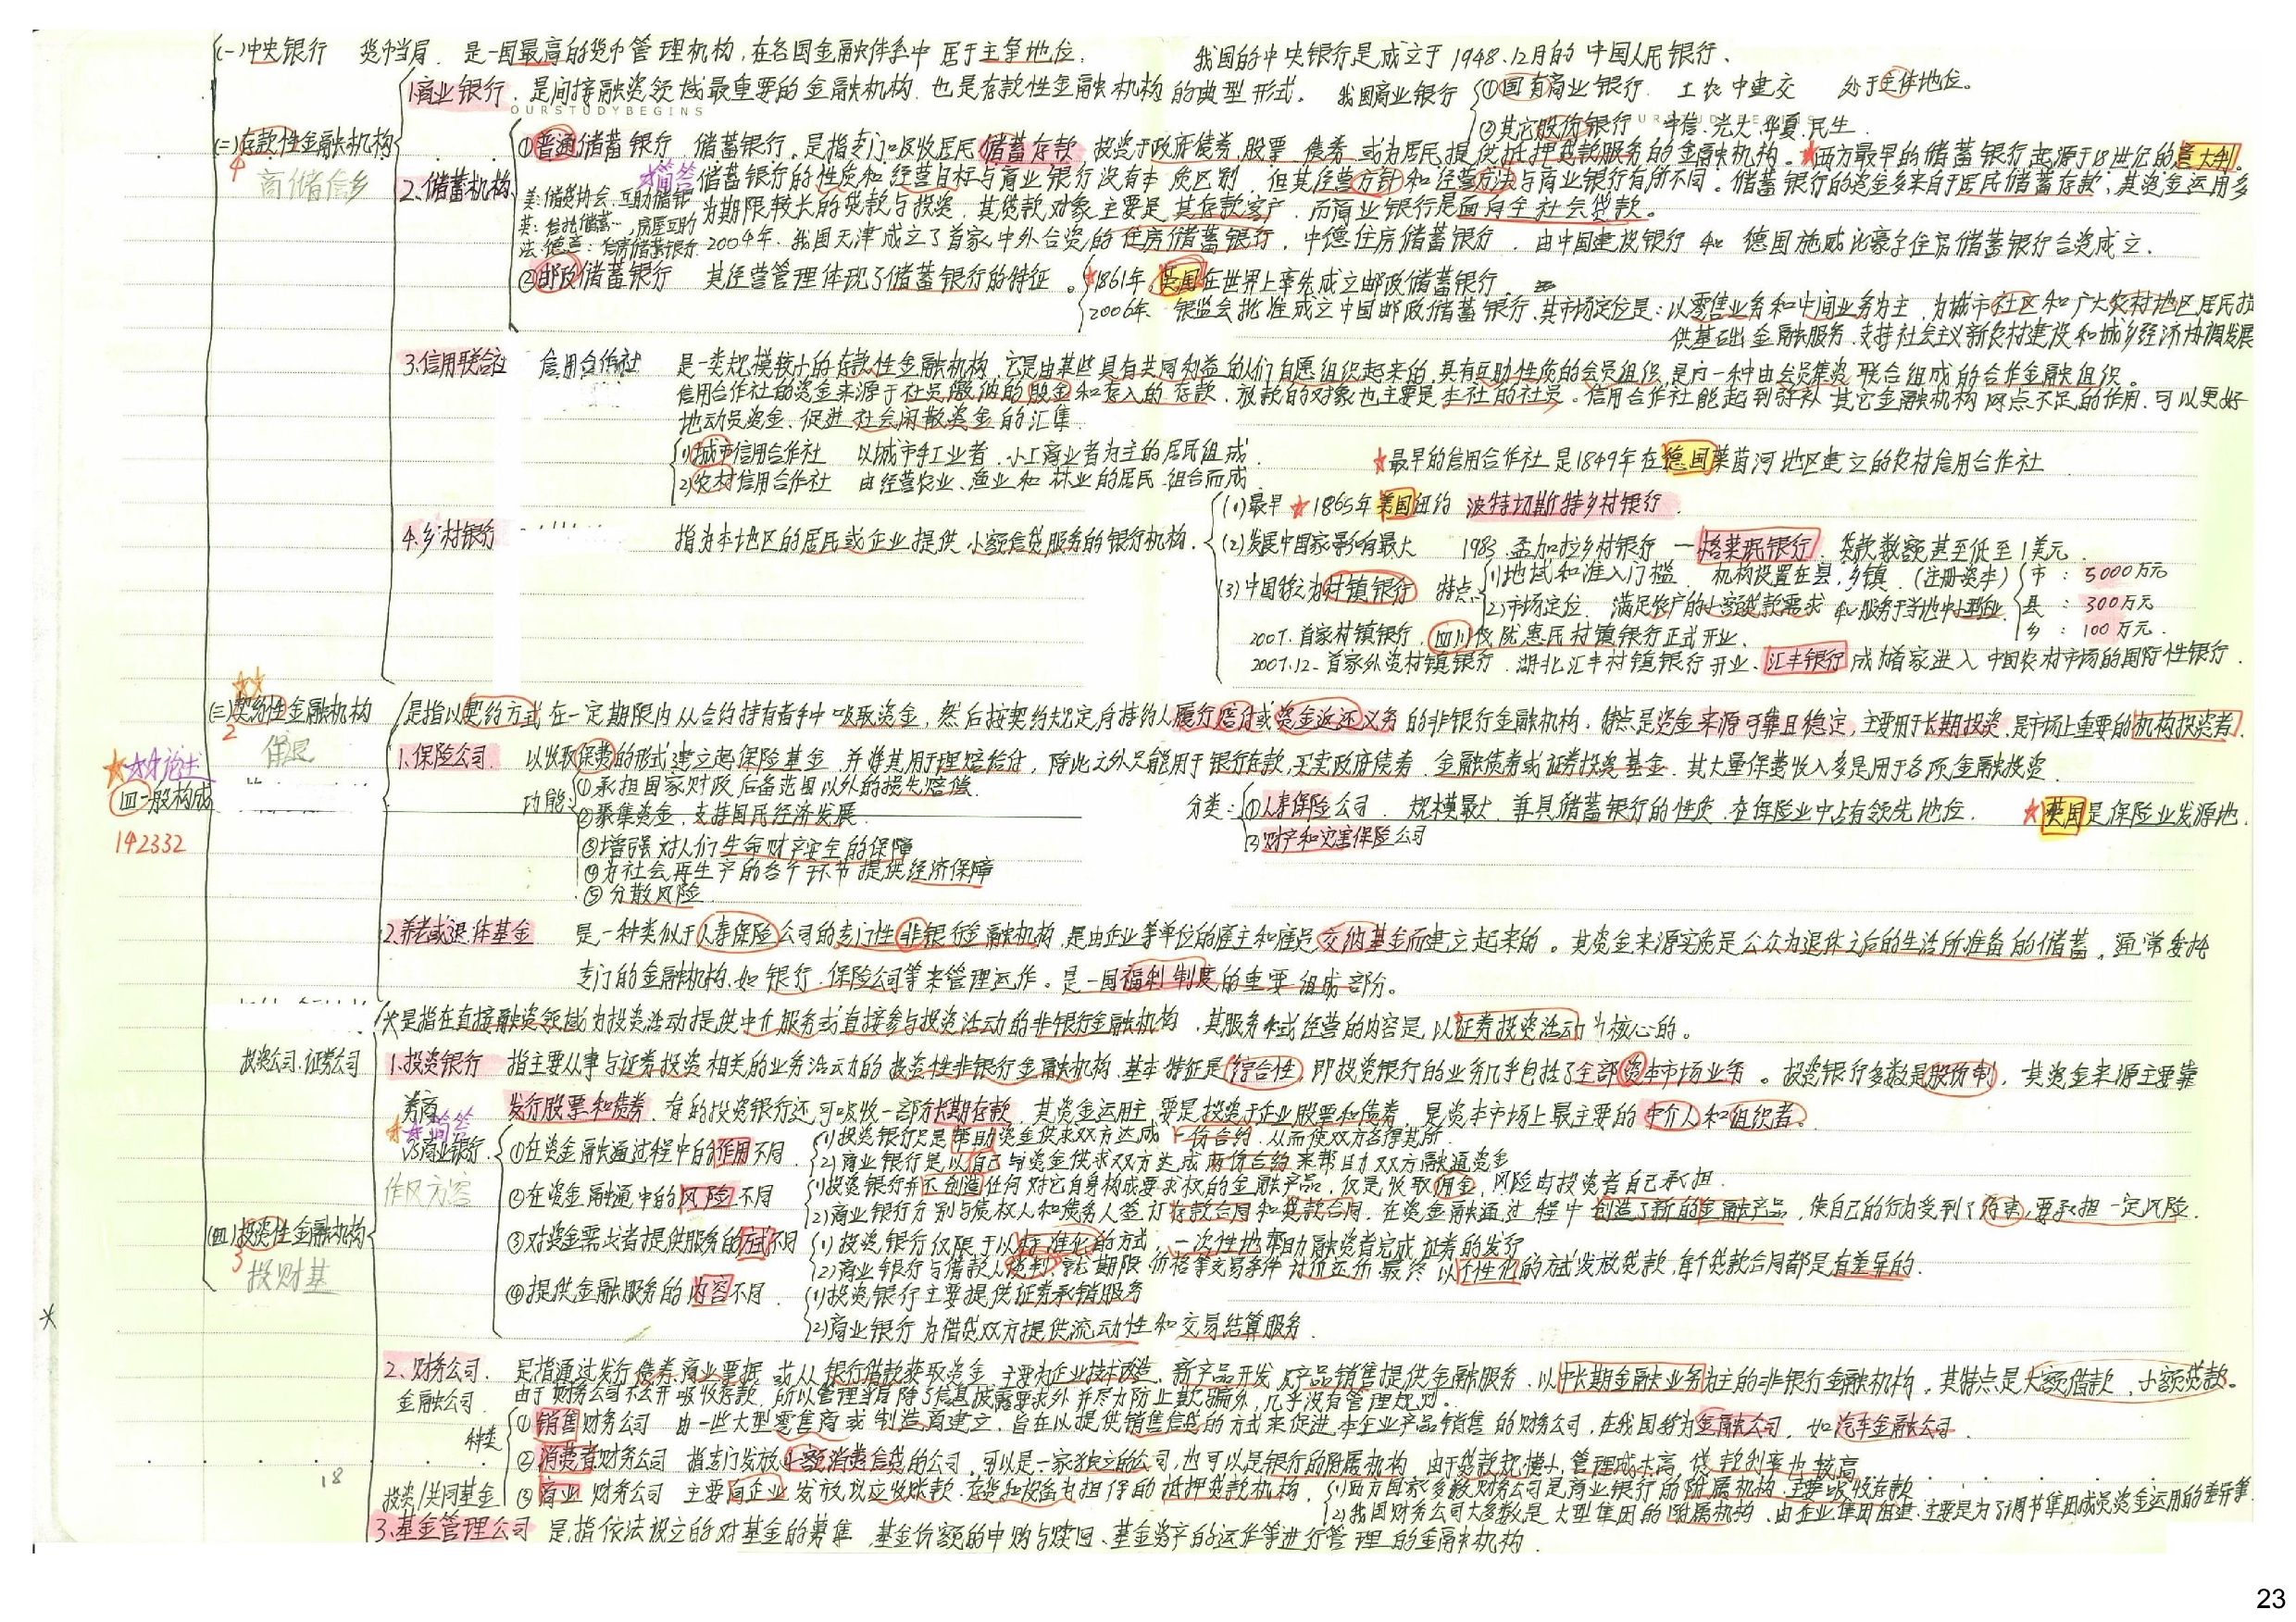 (一)中央银行 货币当局. 是一国最高的货币管理机构,在各国金融体系中居于主导地位. 我国的中央银行是成立于1948.12月的中国人民银行.
1.商业银行. 是间接融资领域最重要的金融机构.也是存款性金融机构的典型形式. 我国商业银行 ①国有商业银行. 工农中建交 处于主体地位。
OURSTUDYBEGINS
②其它股份银行 中信.光大.华夏.民生.
(二)存款性金融机构
4
商储信乡
2.储蓄机构
①普通储蓄银行 储蓄银行.是指专门吸收居民储蓄存款,投资于政府债券.股票.债券.或为居民提供抵押贷款服务的金融机构。★西方最早的储蓄银行起源于18世纪的意大利.
简答 储蓄银行的性质和经营目标与商业银行没有本质区别.但其经营方针和经营方法与商业银行有所不同。储蓄银行的资金多来自于居民储蓄存款,其资金运用多
美:储贷协会.互助储银 为期限较长的贷款与投资.其贷款对象主要是其存款客户.而商业银行是面向全社会贷款。
英:信托储蓄…,房屋互助
法、德、意:住房储蓄银行. 2004年.我国天津成立了首家中外合资的住房储蓄银行.中德住房储蓄银行.由中国建设银行和德国施威比豪尔住房储蓄银行合资成立.
②邮政储蓄银行 其经营管理体现了储蓄银行的特征。 ★1861年.英国在世界上率先成立邮政储蓄银行.
2006年 银监会批准成立中国邮政储蓄银行.其市场定位是:以零售业务和中间业务为主.为城市社区和广大农村地区居民提
供基础金融服务.支持社会主义新农村建设和城乡经济协调发展
3.信用联合社 信用合作社 是一类规模较小的存款性金融机构,它是由某些具有共同利益的人们自愿组织起来的,具有互助性质的会员组织,是由一种由会员集资联合组成的合作金融组织。
信用合作社的资金来源于社员缴纳的股金和存入的存款.放款的对象也主要是本社的社员。信用合作社能起到弥补其它金融机构网点不足的作用.可以更好
地动员资金.促进社会闲散资金的汇集.
1)城市信用合作社 以城市手工业者.小工商业者为主的居民组成. ★最早的信用合作社是1849年在德国莱茵河地区建立的农村信用合作社
2)农村信用合作社 由经营农业、渔业和林业的居民组合而成
4.乡村银行 指为本地区的居民或企业提供小额信贷服务的银行机构.
(1)最早 ★1865年美国纽约 波特切斯特乡村银行.
(2)发展中国家影响最大 1983.孟加拉乡村银行—格莱珉银行.贷款数额甚至低至1美元.
(3)中国称之为村镇银行 特点 1)地域和准入门槛.机构设置在县,乡镇.(注册资本) 市:5000万元
2)市场定位.满足农户的小额贷款需求和服务于当地中小型企业. 县:300万元
乡:100万元.
2007.首家村镇银行.四川仪陇惠民村镇银行正式开业.
2007.12.首家外资村镇银行.湖北汇丰村镇银行开业.汇丰银行成为首家进入中国农村市场的国际性银行.
★★论述
四一般构成
142332
★★
(三)契约性金融机构
2
保退
是指以契约方式在一定期限内从合约持有者手中吸取资金,然后按契约规定向持约人履行赔付或资金返还义务的非银行金融机构.特点是资金来源可靠且稳定,主要用于长期投资.是市场上重要的机构投资者.
1.保险公司. 以收取保费的形式建立起保险基金.并将其用于理赔给付,除此之外只能用于银行存款,买卖政府债券.金融债券或证券投资基金.其大量保费收入多是用于各项金融投资.
功能 ①承担国家财政后备范围以外的损失赔偿. 分类: ①人寿保险公司.规模最大.兼具储蓄银行的性质.在保险业中占有领先地位. ★英国是保险业发源地.
②聚集资金.支持国民经济发展.
②财产和灾害保险公司
③增强对人们生命财产安全的保障
④为社会再生产的各个环节提供经济保障
⑤分散风险.
2.养老或退休基金 是一种类似于人寿保险公司的专门性非银行金融机构.是由企业等单位的雇主和雇员交纳基金而建立起来的。其资金来源实质是公众为退休之后的生活所准备的储蓄,通常委托
专门的金融机构.如银行.保险公司等来管理运作。是一国福利制度的重要组成部分。
(四)投资性金融机构
3
投财基
是指在直接融资领域为投资活动提供中介服务或直接参与投资活动的非银行金融机构.其服务和或经营的内容是以证券投资活动为核心的。
投资公司.证券公司 1.投资银行 指主要从事与证券投资相关的业务活动的投资性非银行金融机构.基本特征是综合性,即投资银行的业务几乎包括了全部资本市场业务。投资银行多数是股份制,其资金来源主要靠
券商 发行股票和债券.有的投资银行还可吸收一部分长期存款.其资金运用主要是投资于企业股票和债券.是资本市场上最主要的中介人和组织者。
★★简答
VS商业银行.
作风方容
①在资金融通过程中的作用不同. 1)投资银行只是帮助资金供求双方达成一份合约.从而使双方各得其所.
2)商业银行是以自己与资金供求双方达成两份合约来帮助双方融通资金
②在资金融通中的风险不同 1)投资银行并不创造任何对它自身构成要求权的金融产品,仅是收取佣金,风险由投资者自己承担.
2)商业银行分别与债权人和债务人签订存款合同和贷款合同.在资金融通过程中创造了新的金融产品,使自己的行为受到了约束,要承担一定风险.
③对资金需求者提供服务的方式不同 1)投资银行仅限于以标准化的方式.一次性地帮助融资者完成证券的发行
2)商业银行与借款人谈判,就期限价格等交易条件讨价还价.最终以个性化的方式发放贷款,每个贷款合同都是有差异的.
④提供金融服务的内容不同. 1)投资银行主要提供证券承销服务
2)商业银行为借贷双方提供流动性和交易结算服务.
2.财务公司. 是指通过发行债券.商业票据或从银行借款获取资金.主要为企业技术改造.新产品开发及产品销售提供金融服务.以中长期金融业务为主的非银行金融机构,其特点是大额借款,小额贷款。
金融公司 由于财务公司不公开吸收存款,所以管理当局除了信息披露要求外并尽力防止欺骗外,几乎没有管理规则。
种类 ①销售财务公司 由一些大型零售商或制造商建立.旨在以提供销售信贷的方式来促进本企业产品销售的财务公司,在我国称为金融公司,如汽车金融公司.
②消费者财务公司 指专门发放小额消费信贷的公司.可以是一家独立的公司,也可以是银行的附属机构.由于贷款规模小.管理成本高.贷款利率也较高
③商业财务公司 主要向企业发放以应收账款.存货和设备为担保的抵押贷款机构. 1)西方国家多数财务公司是商业银行的附属机构.主要吸收存款
2)我国财务公司大多数是大型集团的附属机构.由企业集团组建.主要是为了调节集团成员资金运用的差异等.
投资/共同基金
3.基金管理公司 是指依法设立的对基金的募集.基金份额的申购与赎回、基金资产的运作等进行管理的金融机构.
18
23